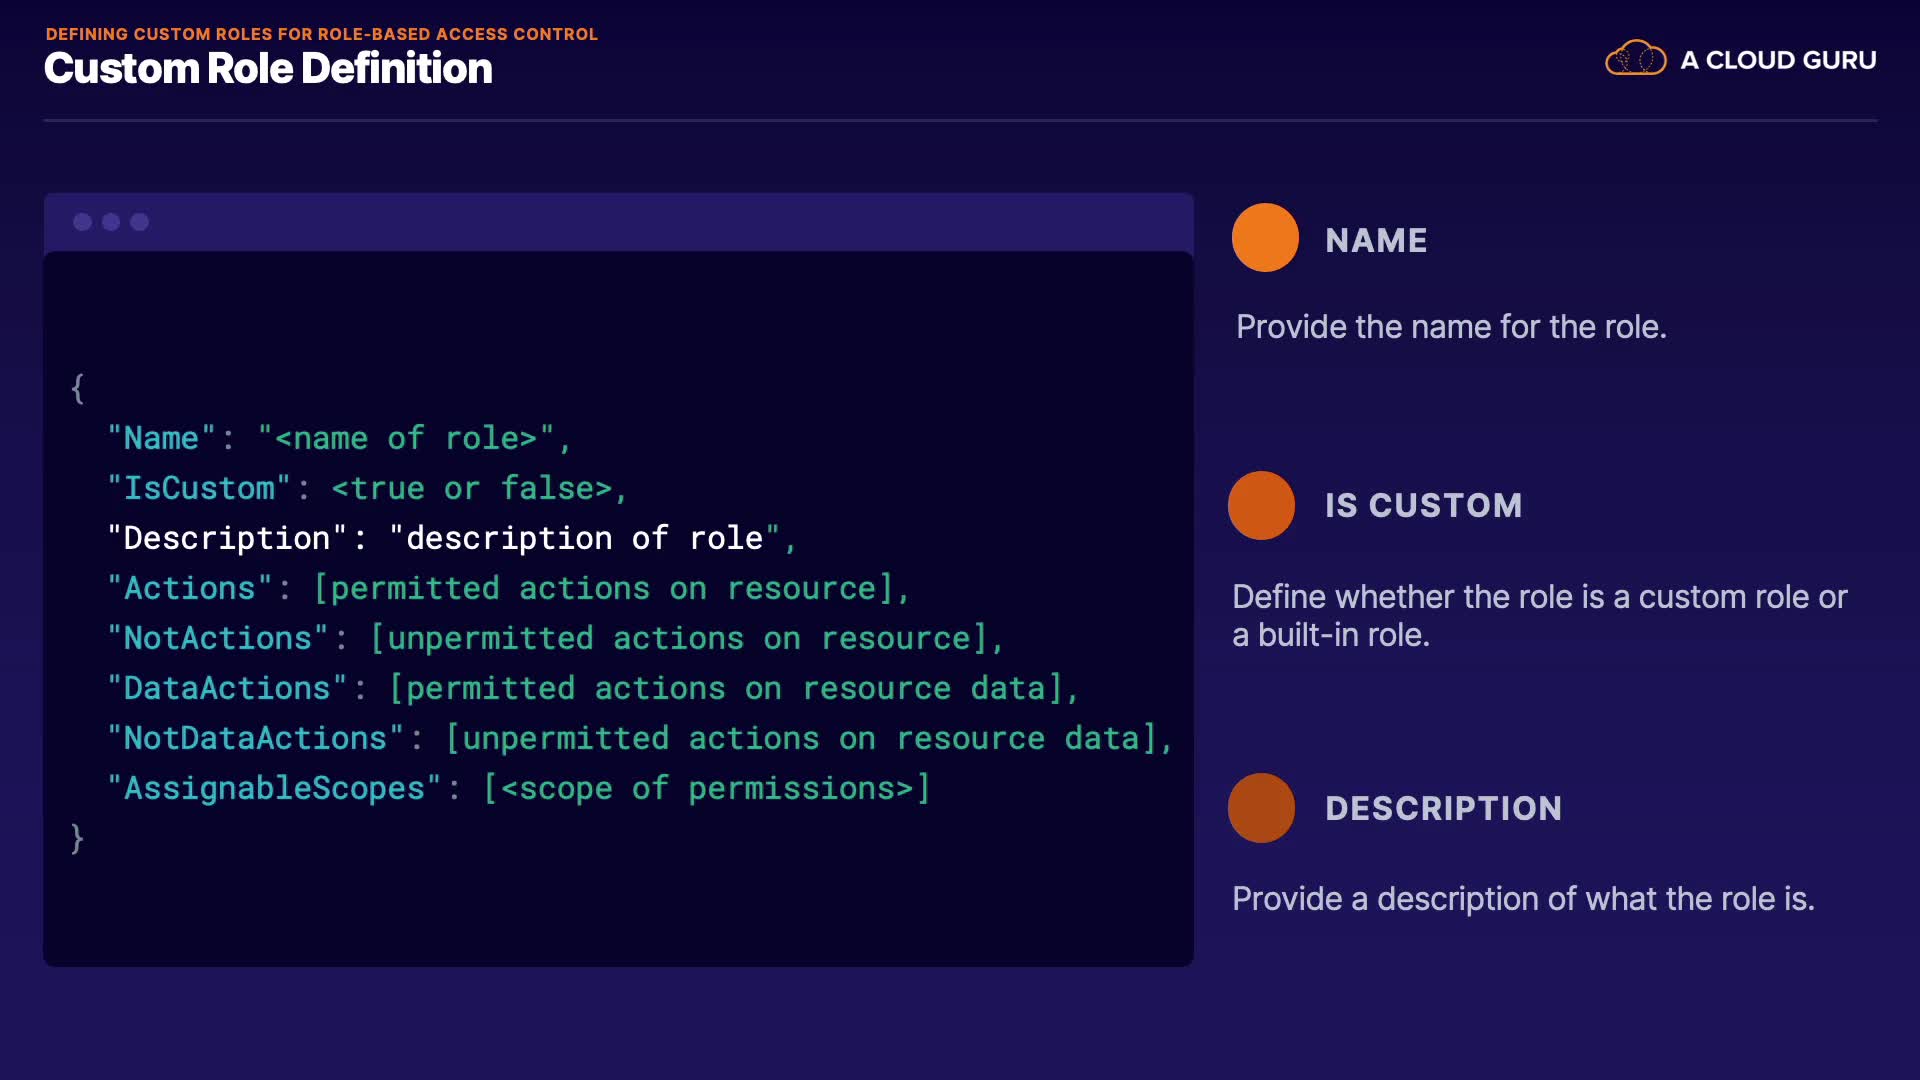 DEFINING CUSTOM ROLES FOR ROLE-BASED ACCESS CONTROL
Custom Role Definition
A CLOUD GURU
{
"Name": "<name of role>",
"IsCustom": <true or false>,
"Description": "description of role",
"Actions": [permitted actions on resource],
"NotActions": [unpermitted actions on resource],
"DataActions": [permitted actions on resource data],
"NotDataActions": [unpermitted actions on resource data],
"AssignableScopes": [<scope of permissions>]
}
NAME
Provide the name for the role.
IS CUSTOM
Define whether the role is a custom role or
a built-in role.
DESCRIPTION
Provide a description of what the role is.